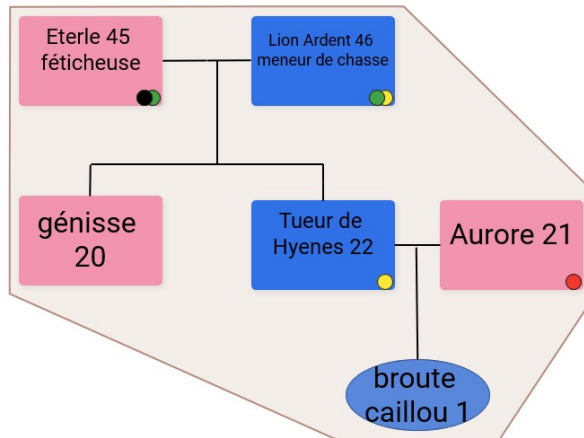 Eterle 45
féticheuse
Lion Ardent 46
meneur de chasse
génisse
20
Tueur de
Hyenes 22
Aurore 21
broute
caillou 1